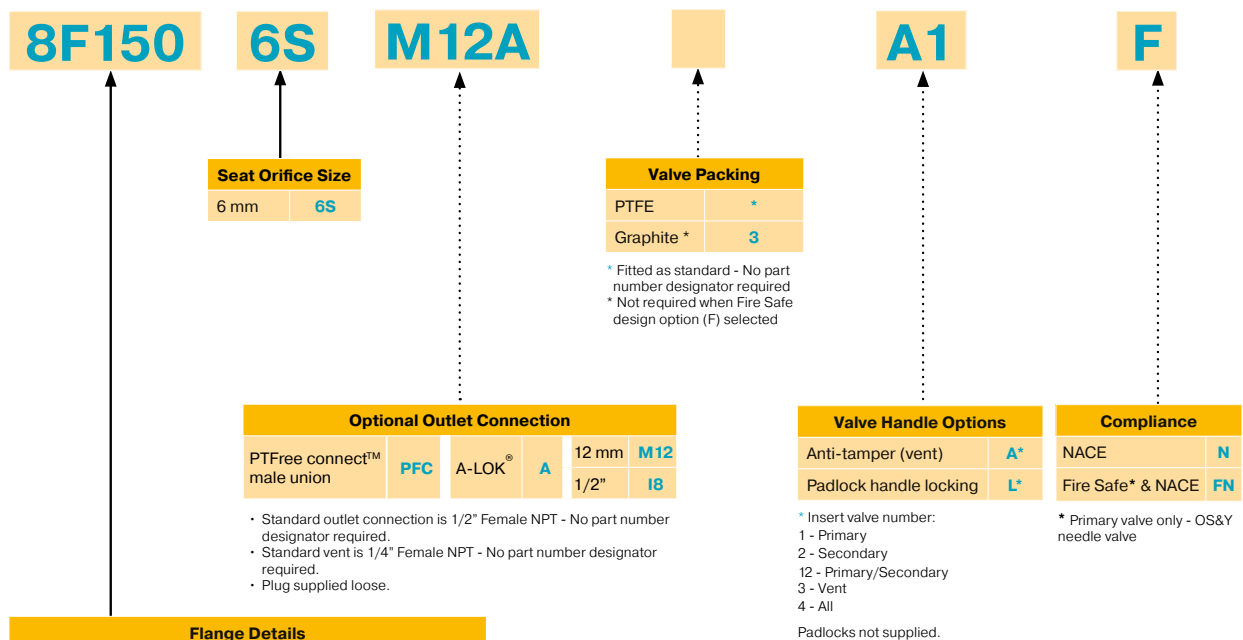 8F150 6S M12A A1 F
Seat Orifice Size
6 mm 6S
Valve Packing
PTFE *
Graphite * 3
* Fitted as standard - No part
number designator required
* Not required when Fire Safe
design option (F) selected
Optional Outlet Connection
PTFree connect™
male union
PFC
A-LOK®
A
12 mm M12
1/2” I8
• Standard outlet connection is 1/2” Female NPT - No part number
designator required.
• Standard vent is 1/4” Female NPT - No part number designator
required.
• Plug supplied loose.
Valve Handle Options
Anti-tamper (vent) A*
Padlock handle locking L*
* Insert valve number:
1 - Primary
2 - Secondary
12 - Primary/Secondary
3 - Vent
4 - All
Padlocks not supplied.
Compliance
NACE N
Fire Safe* & NACE FN
* Primary valve only - OS&Y
needle valve
Flange Details